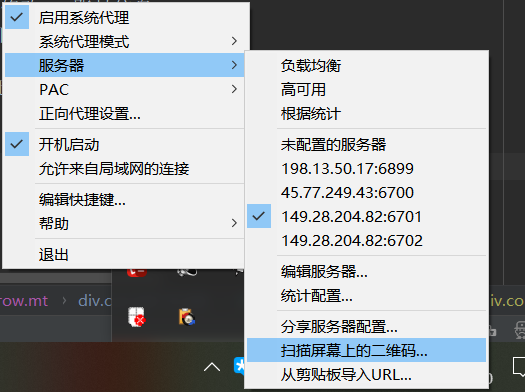 启用系统代理
系统代理模式
服务器
PAC
正向代理设置...
开机启动
允许来自局域网的连接
编辑快捷键...
帮助
退出
负载均衡
高可用
根据统计
未配置的服务器
198.13.50.17:6899
45.77.249.43:6700
149.28.204.82:6701
149.28.204.82:6702
编辑服务器...
统计配置...
分享服务器配置...
扫描屏幕上的二维码...
从剪贴板导入URL...
row.mt
div.c
iv.co